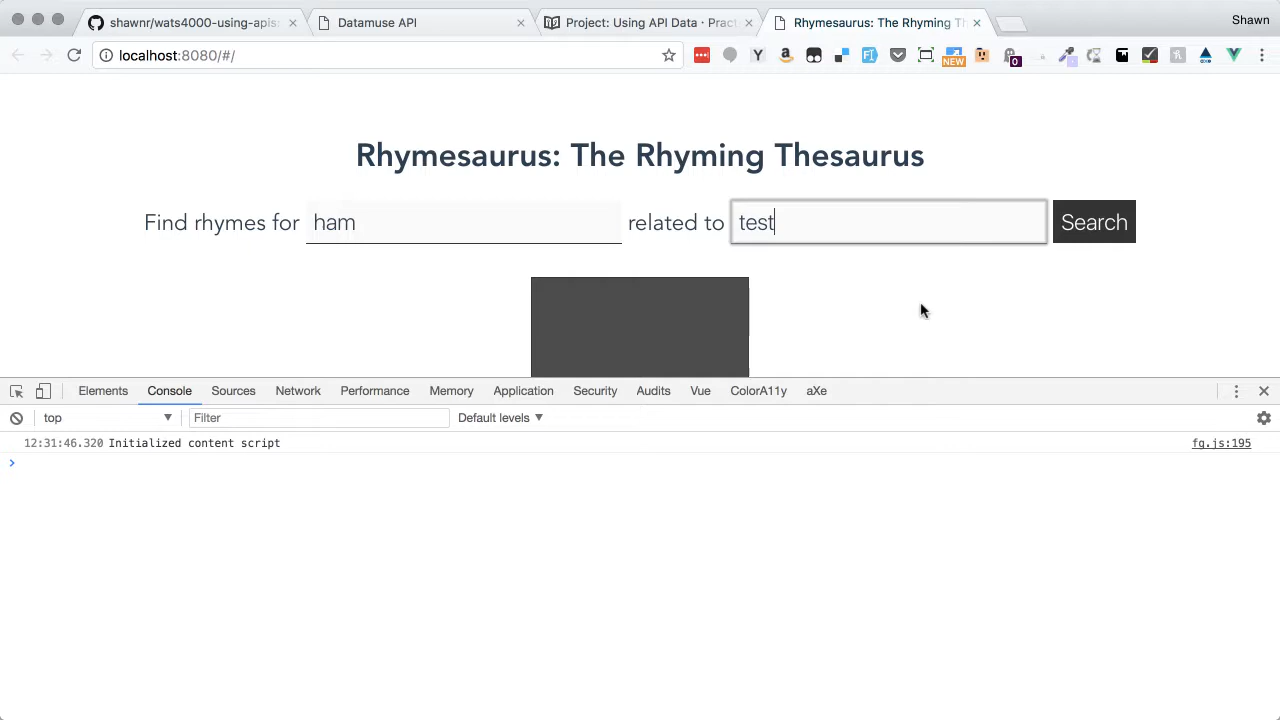 shawnr/wats4000-using-apis
Datamuse API
Project: Using API Data · Pract
Rhymesaurus: The Rhyming Th
Shawn
localhost:8080/#/
NEW
0
Rhymesaurus: The Rhyming Thesaurus
Find rhymes for ham related to test Search
Elements Console Sources Network Performance Memory Application Security Audits Vue ColorA11y aXe
top Filter Default levels
12:31:46.320 Initialized content script fg.js:195